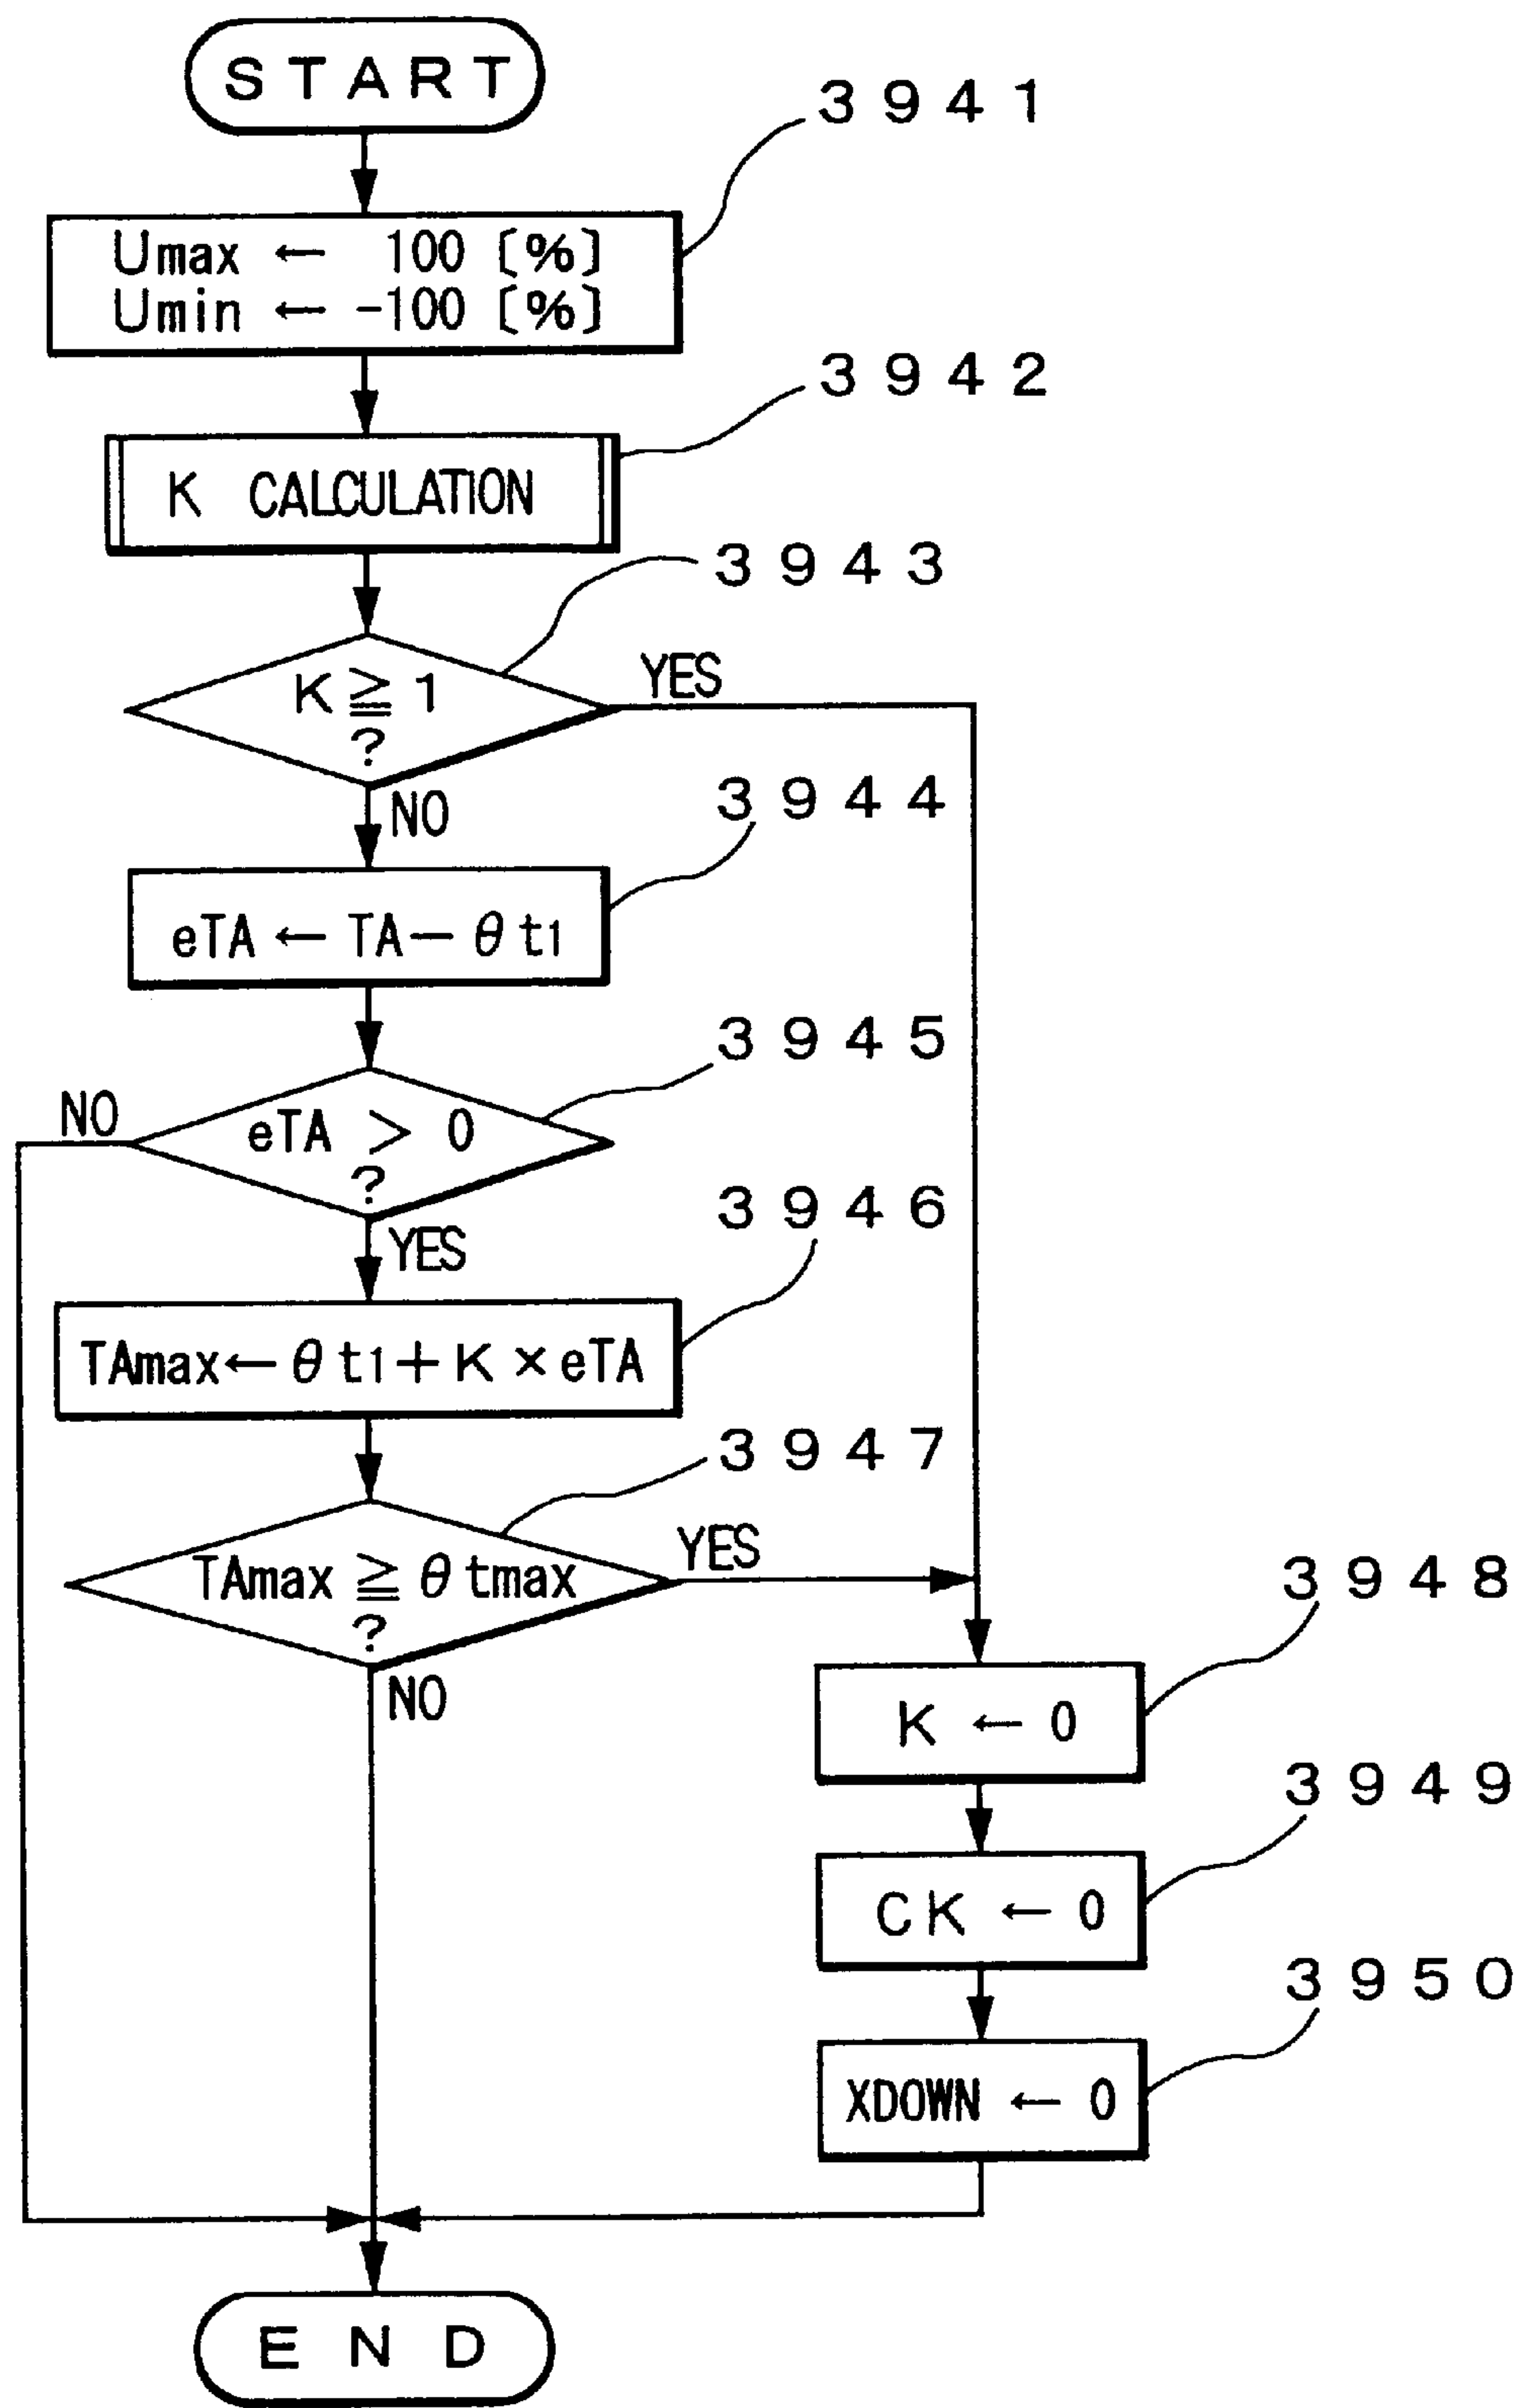 START
3941
Umax ← 100 [%]
Umin ← -100 [%]
3942
K CALCULATION
3943
K ≧ 1
?
YES
NO
3944
eTA ← TA − θt1
3945
NO
eTA > 0
?
YES
3946
TAmax ← θt1 + K × eTA
3947
TAmax ≧ θtmax
?
YES
NO
3948
K ← 0
3949
CK ← 0
3950
XDOWN ← 0
END